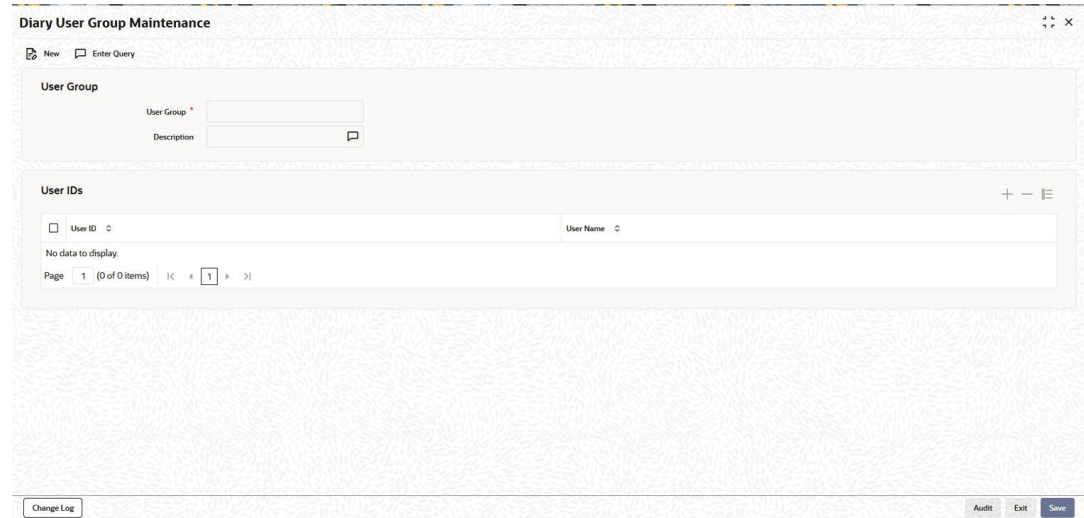 Diary User Group Maintenance
New Enter Query
User Group
User Group *
Description
User IDs
User ID User Name
No data to display.
Page 1 (0 of 0 items) 1
Change Log Audit Exit Save